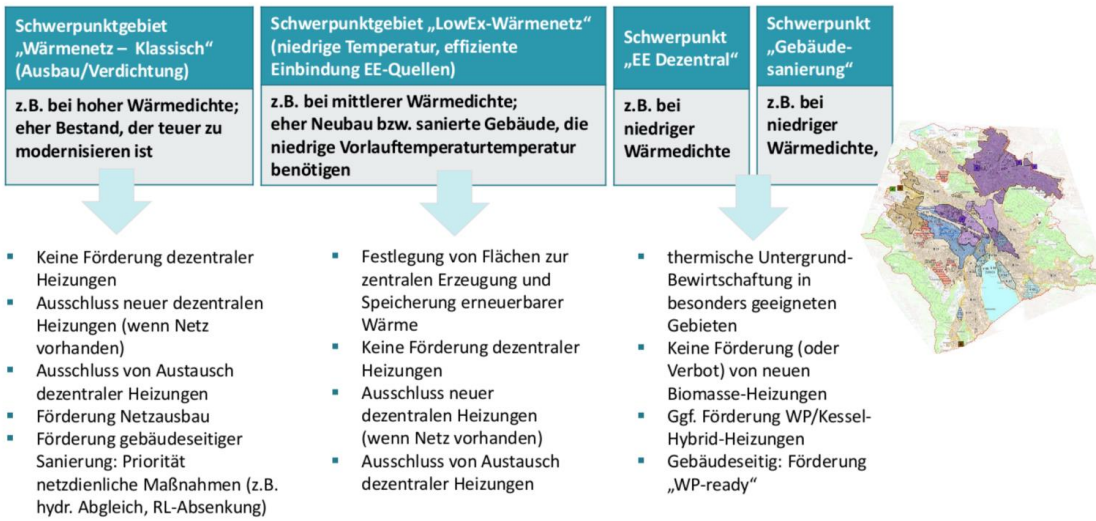 Schwerpunktgebiet
„Wärmenetz – Klassisch“
(Ausbau/Verdichtung)
z.B. bei hoher Wärmedichte;
eher Bestand, der teuer zu
modernisieren ist
Schwerpunktgebiet „LowEx-Wärmenetz“
(niedrige Temperatur, effiziente
Einbindung EE-Quellen)
z.B. bei mittlerer Wärmedichte;
eher Neubau bzw. sanierte Gebäude, die
niedrige Vorlauftemperaturtemperatur
benötigen
Schwerpunkt
„EE Dezentral“
z.B. bei
niedriger
Wärmedichte
Schwerpunkt
„Gebäude-
sanierung“
z.B. bei
niedriger
Wärmedichte,
▪ Keine Förderung dezentraler
Heizungen
▪ Ausschluss neuer dezentralen
Heizungen (wenn Netz
vorhanden)
▪ Ausschluss von Austausch
dezentraler Heizungen
▪ Förderung Netzausbau
▪ Förderung gebäudeseitiger
Sanierung: Priorität
netzdienliche Maßnahmen (z.B.
hydr. Abgleich, RL-Absenkung)
▪ Festlegung von Flächen zur
zentralen Erzeugung und
Speicherung erneuerbarer
Wärme
▪ Keine Förderung dezentraler
Heizungen
▪ Ausschluss neuer
dezentralen Heizungen
(wenn Netz vorhanden)
▪ Ausschluss von Austausch
dezentraler Heizungen
▪ thermische Untergrund-
Bewirtschaftung in
besonders geeigneten
Gebieten
▪ Keine Förderung (oder
Verbot) von neuen
Biomasse-Heizungen
▪ Ggf. Förderung WP/Kessel-
Hybrid-Heizungen
▪ Gebäudeseitig: Förderung
„WP-ready“